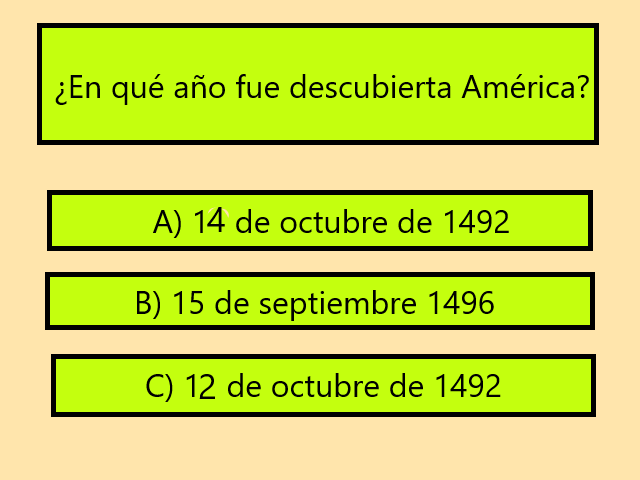 ¿En qué año fue descubierta América?
A) 14 de octubre de 1492
B) 15 de septiembre 1496
C) 12 de octubre de 1492